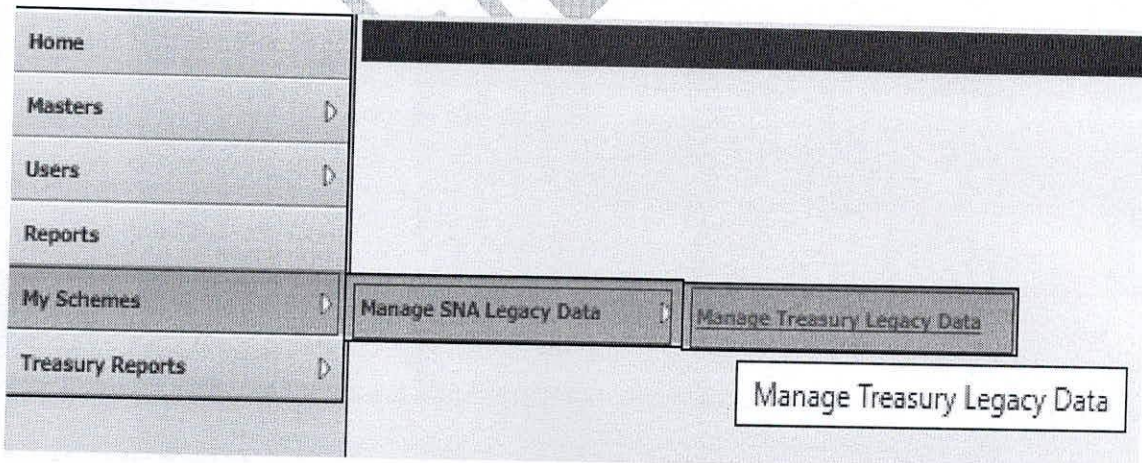 Home
Masters
Users
Reports
My Schemes
Manage SNA Legacy Data
Manage Treasury Legacy Data
Treasury Reports
Manage Treasury Legacy Data